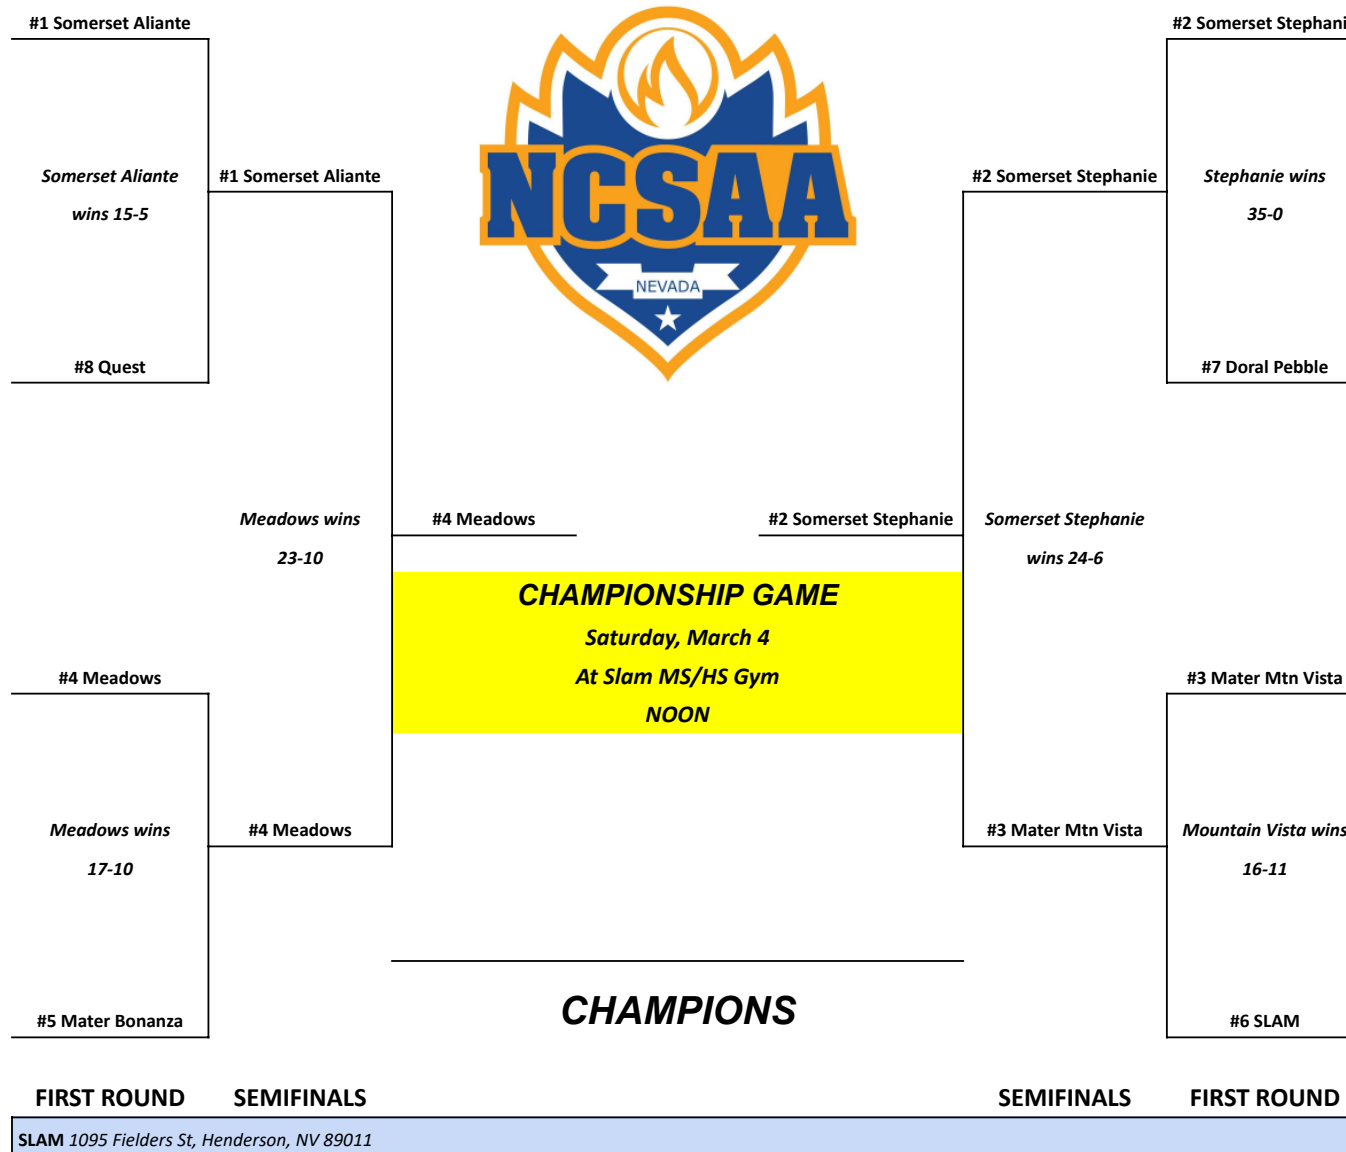 #1 Somerset Aliante
#2 Somerset Stephani
NCSAA
NEVADA
Somerset Aliante
wins 15-5
#1 Somerset Aliante
#2 Somerset Stephanie
Stephanie wins
35-0
#8 Quest
#7 Doral Pebble
Meadows wins
23-10
#4 Meadows
#2 Somerset Stephanie
Somerset Stephanie
wins 24-6
CHAMPIONSHIP GAME
Saturday, March 4
At Slam MS/HS Gym
NOON
#4 Meadows
#3 Mater Mtn Vista
Meadows wins
17-10
#4 Meadows
#3 Mater Mtn Vista
Mountain Vista wins
16-11
CHAMPIONS
#5 Mater Bonanza
#6 SLAM
FIRST ROUND SEMIFINALS SEMIFINALS FIRST ROUND
SLAM 1095 Fielders St, Henderson, NV 89011